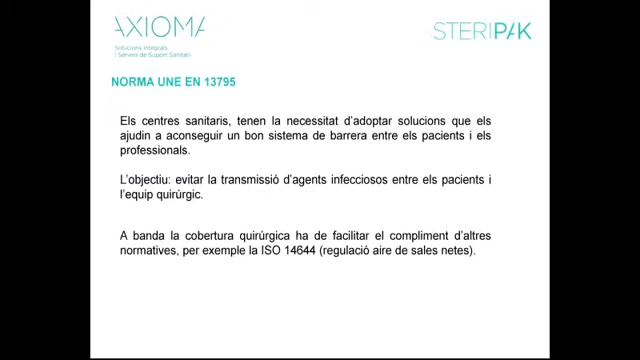 AXIOMA
Solucions Integrals
i Serveis de Suport Sanitari
STERIPAK
NORMA UNE EN 13795
Els centres sanitaris, tenen la necessitat d'adoptar solucions que els
ajudin a aconseguir un bon sistema de barrera entre els pacients i els
professionals.
L'objectiu: evitar la transmissió d'agents infecciosos entre els pacients i
l'equip quirúrgic.
A banda la cobertura quirúrgica ha de facilitar el compliment d'altres
normatives, per exemple la ISO 14644 (regulació aire de sales netes).